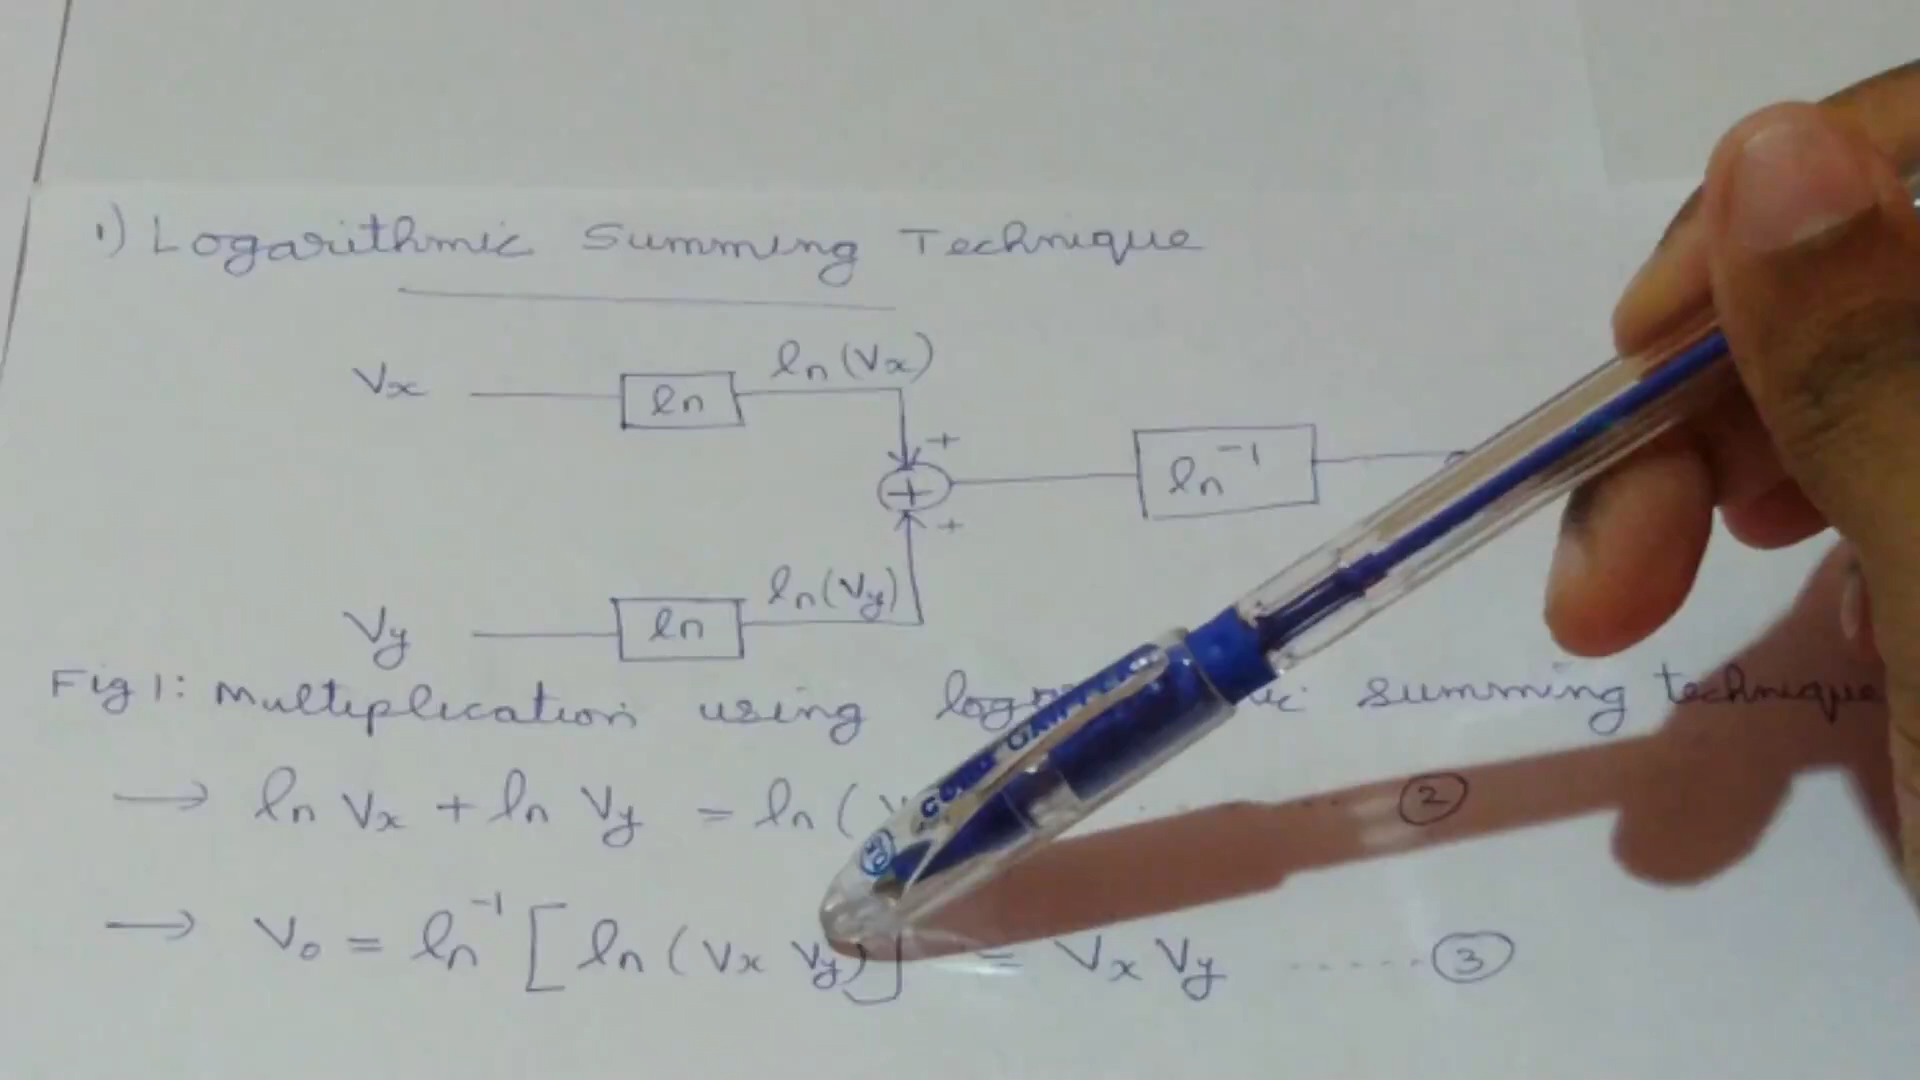 1) Logarithmic Summing Technique
Vx ln ln(Vx)
+
+ ln⁻¹
+
Vy ln ln(Vy)
Fig 1: Multiplication using summing technique
→ ln Vx + ln Vy = ln ( ②
→ Vo = ln⁻¹ [ ln (Vx Vy) ] = Vx Vy ...... ③